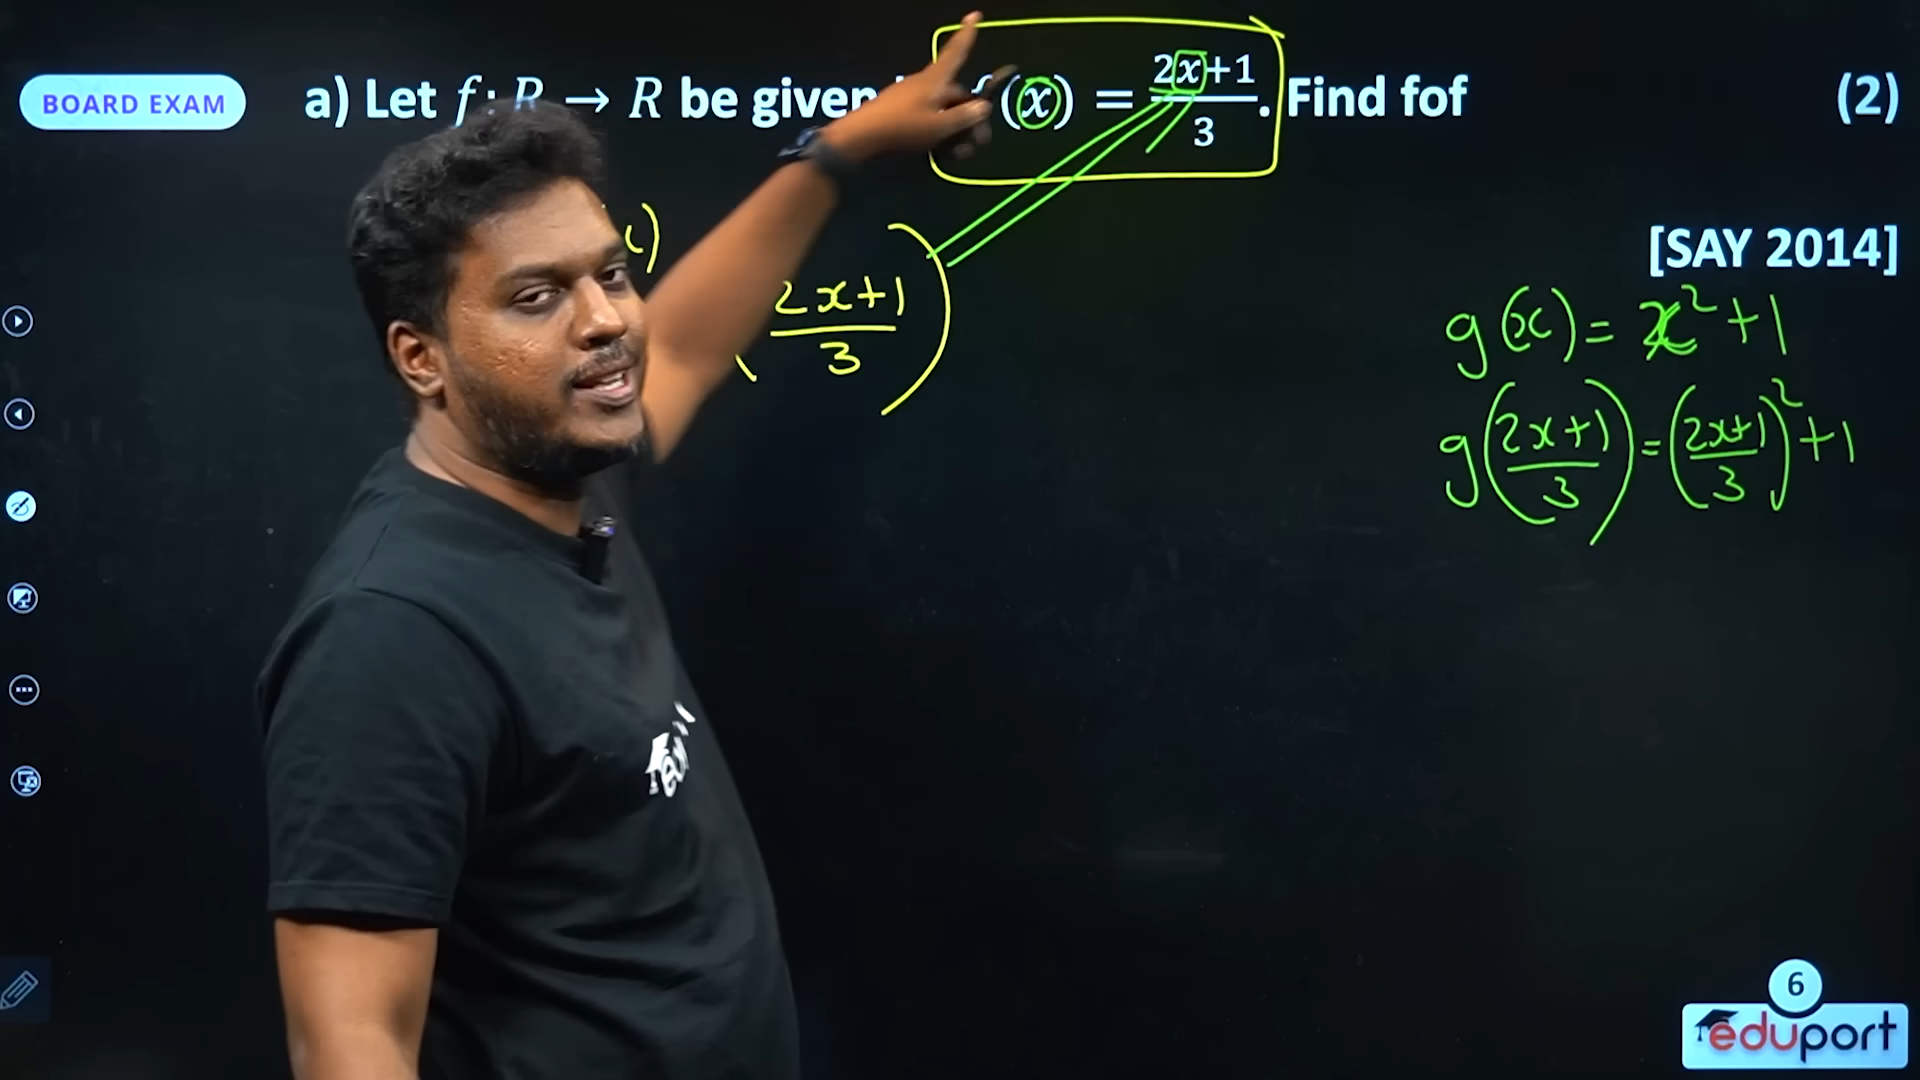 BOARD EXAM
a) Let f: R → R be given (x) = 2x+1/3. Find fof (2)
[SAY 2014]
(2x+1/3)
g(x) = x²+1
g(2x+1/3) = (2x+1/3)²+1
6
eduport